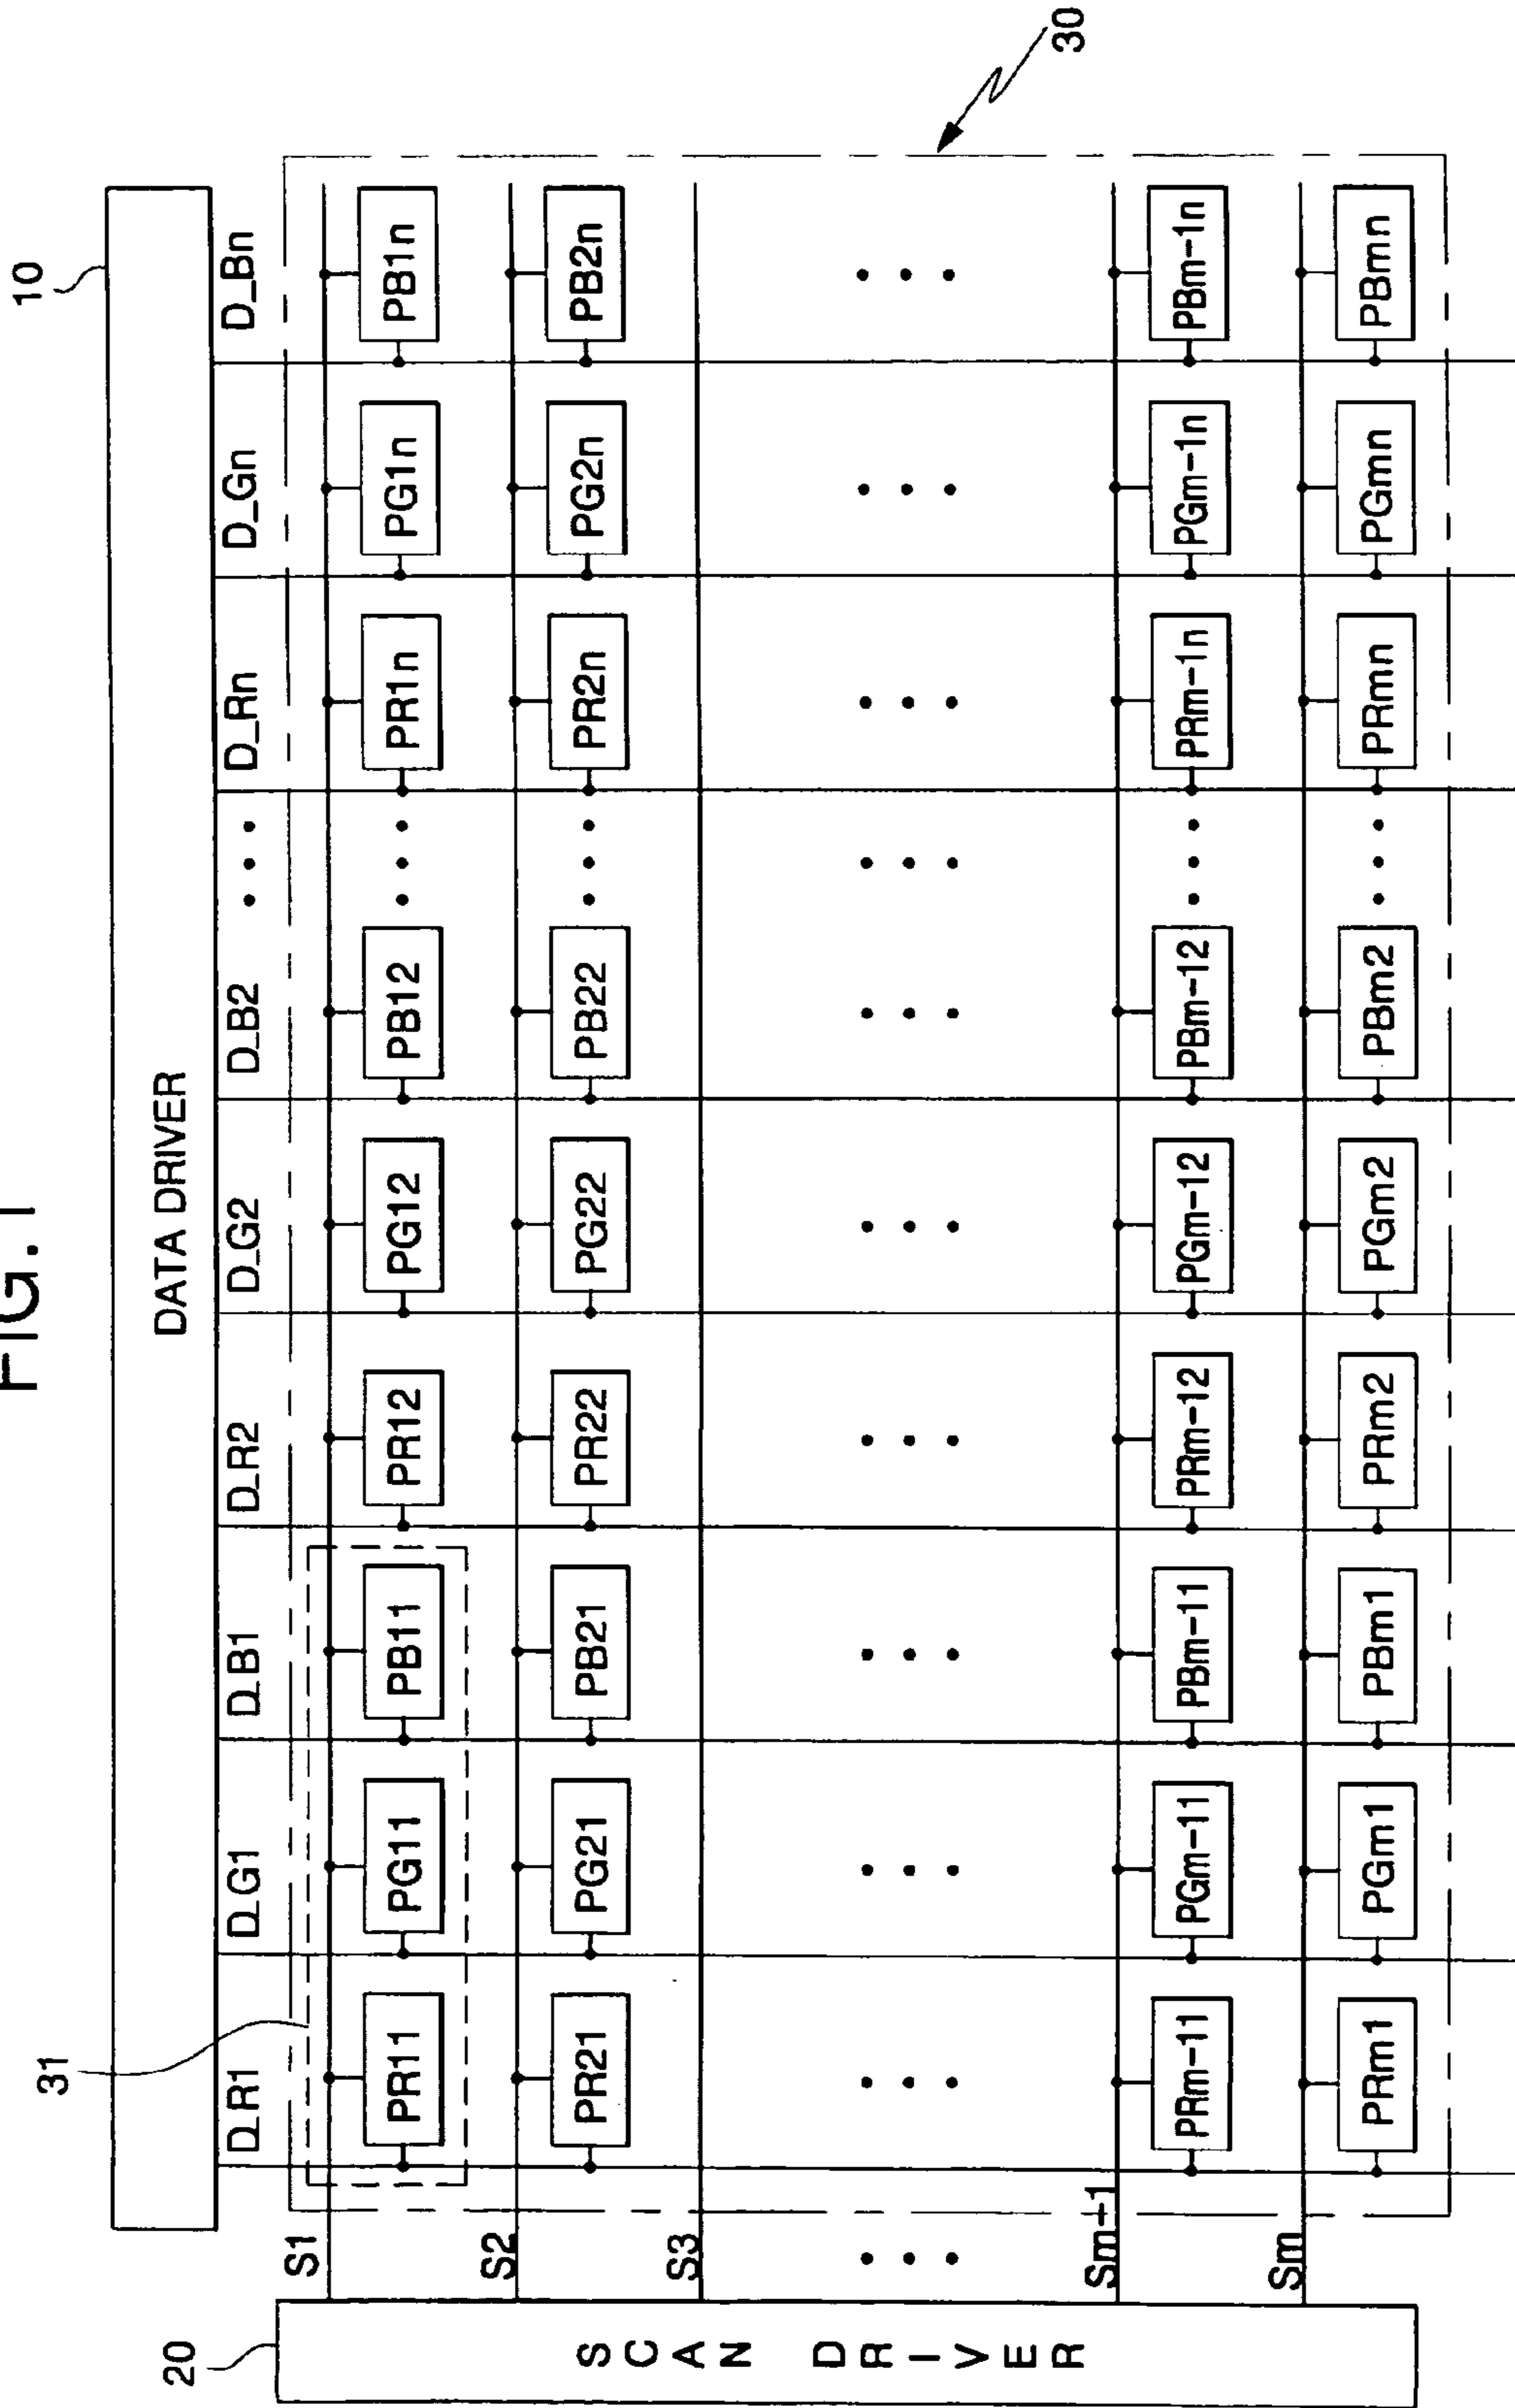 FIG.1
10
DATA DRIVER
31
D_R1 D_G1 D_B1 D_R2 D_G2 D_B2 ••• D_Rn D_Gn D_Bn
20
SCAN DRIVER
30
S1
PR11 PG11 PB11 PR12 PG12 PB12 ••• PR1n PG1n PB1n
S2
PR21 PG21 PB21 PR22 PG22 PB22 ••• PR2n PG2n PB2n
S3
Sm+1
PRm-11 PGm-11 PBm-11 PRm-12 PGm-12 PBm-12 ••• PRm-1n PGm-1n PBm-1n
Sm
PRm1 PGm1 PBm1 PRm2 PGm2 PBm2 ••• PRmn PGmn PBmn